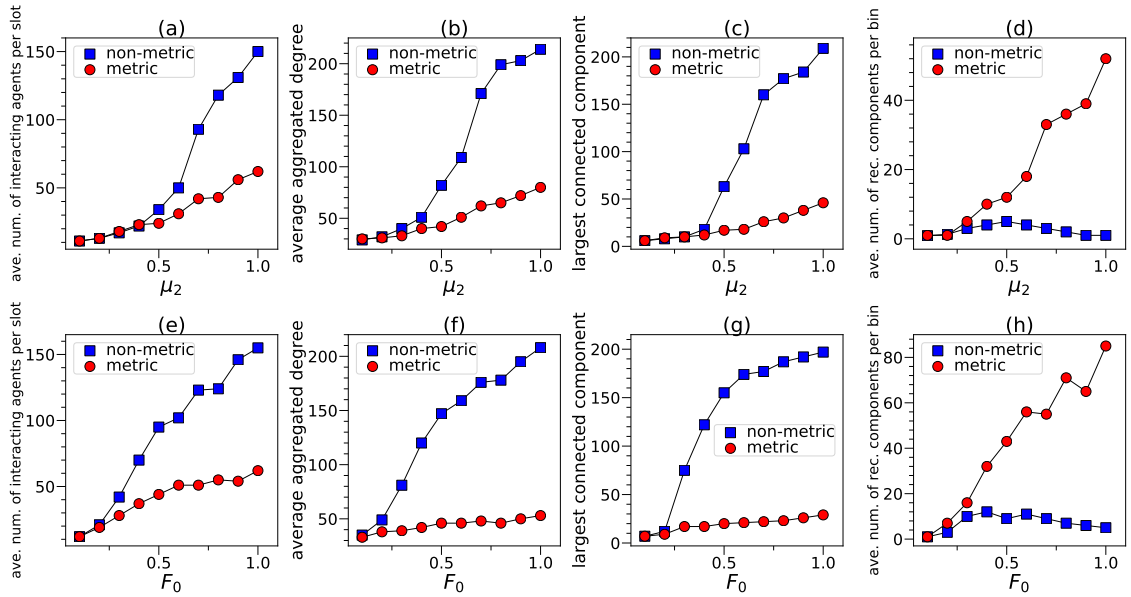 (a)
ave. num. of interacting agents per slot
150
100
50
non-metric
metric
0.5
1.0
μ2
(b)
average aggregated degree
200
150
100
50
non-metric
metric
0.5
1.0
μ2
(c)
largest connected component
200
150
100
50
0
non-metric
metric
0.5
1.0
μ2
(d)
ave. num. of rec. components per bin
40
20
0
non-metric
metric
0.5
1.0
μ2
(e)
ave. num. of interacting agents per slot
150
100
50
non-metric
metric
0.5
1.0
F0
(f)
average aggregated degree
200
150
100
50
non-metric
metric
0.5
1.0
F0
(g)
largest connected component
200
150
100
50
0
non-metric
metric
0.5
1.0
F0
(h)
ave. num. of rec. components per bin
80
60
40
20
0
non-metric
metric
0.5
1.0
F0